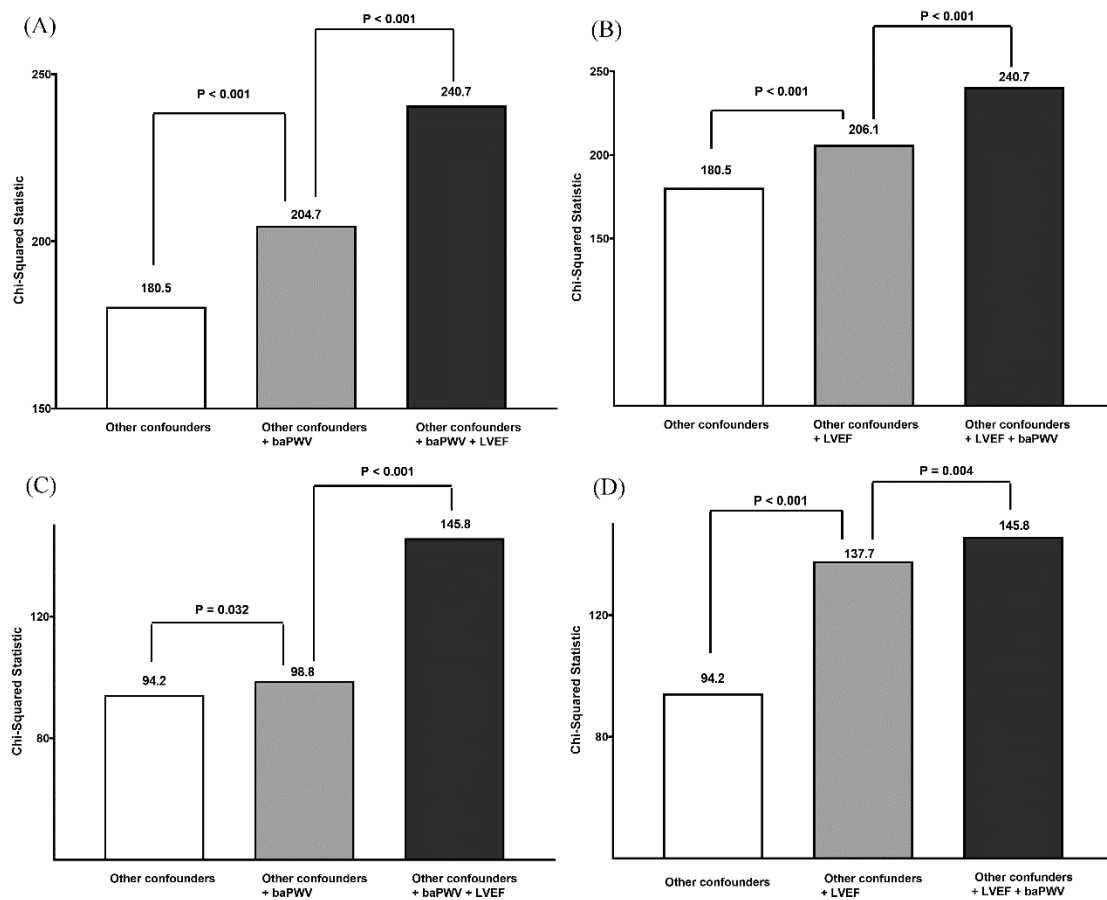 (A)
P < 0.001
P < 0.001
250
200
150
Chi-Squared Statistic
180.5
204.7
240.7
Other confounders
Other confounders
+ baPWV
Other confounders
+ baPWV + LVEF
(B)
P < 0.001
P < 0.001
250
200
150
Chi-Squared Statistic
180.5
206.1
240.7
Other confounders
Other confounders
+ LVEF
Other confounders
+ LVEF + baPWV
(C)
P < 0.001
P = 0.032
120
80
Chi-Squared Statistic
94.2
98.8
145.8
Other confounders
Other confounders
+ baPWV
Other confounders
+ baPWV + LVEF
(D)
P = 0.004
P < 0.001
120
80
Chi-Squared Statistic
94.2
137.7
145.8
Other confounders
Other confounders
+ LVEF
Other confounders
+ LVEF + baPWV